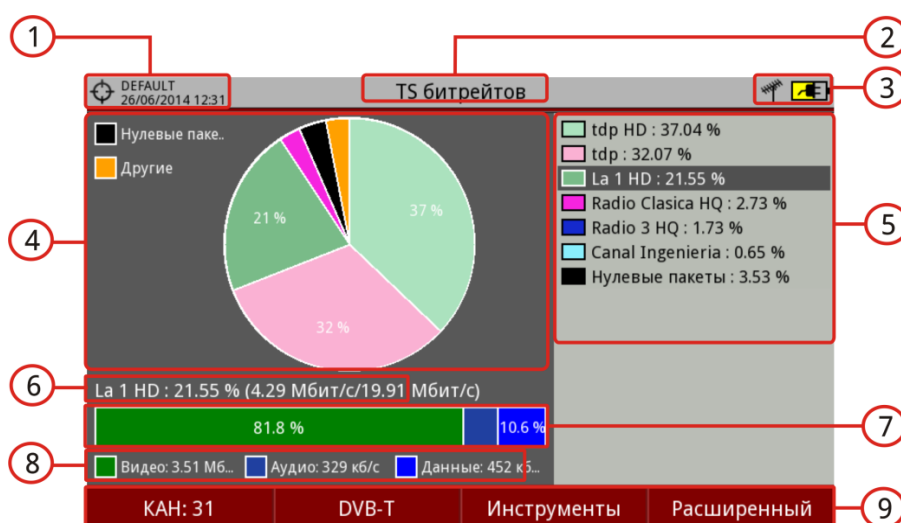 1
2
3
DEFAULT
26/06/2014 12:31
TS битрейтов
Нулевые паке..
Другие
37 %
21 %
32 %
4
tdp HD : 37.04 %
tdp : 32.07 %
La 1 HD : 21.55 %
Radio Clasica HQ : 2.73 %
Radio 3 HQ : 1.73 %
Canal Ingenieria : 0.65 %
Нулевые пакеты : 3.53 %
5
6
La 1 HD : 21.55 % (4.29 Мбит/с/19.91 Мбит/с)
81.8 %
10.6 %
7
8
Видео: 3.51 Мб...
Аудио: 329 кб/с
Данные: 452 кб...
КАН: 31
DVB-T
Инструменты
Расширенный
9